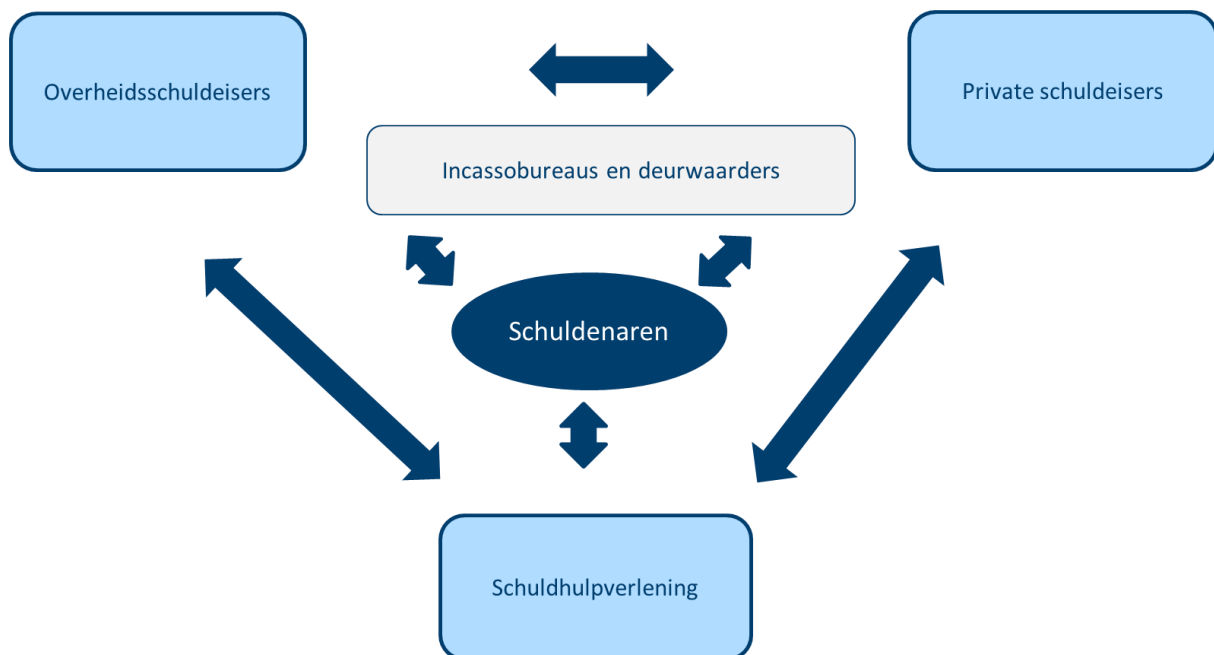 Overheidsschuldeisers
Private schuldeisers
Incassobureaus en deurwaarders
Schuldenaren
Schuldhulpverlening